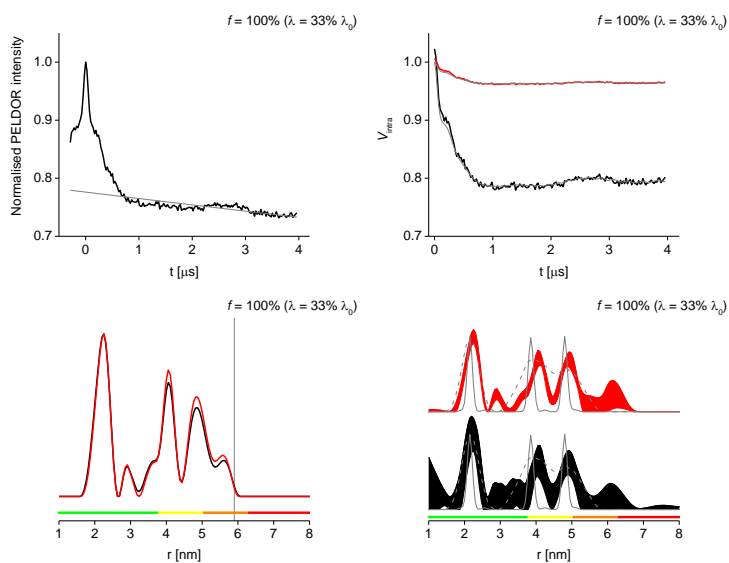 f = 100% (λ = 33% λ0)
Normalised PELDOR intensity
1.0
0.9
0.8
0.7
0 1 2 3 4
t [μs]
f = 100% (λ = 33% λ0)
Vintra
1.0
0.9
0.8
0.7
0 1 2 3 4
t [μs]
f = 100% (λ = 33% λ0)
1 2 3 4 5 6 7 8
r [nm]
f = 100% (λ = 33% λ0)
1 2 3 4 5 6 7 8
r [nm]